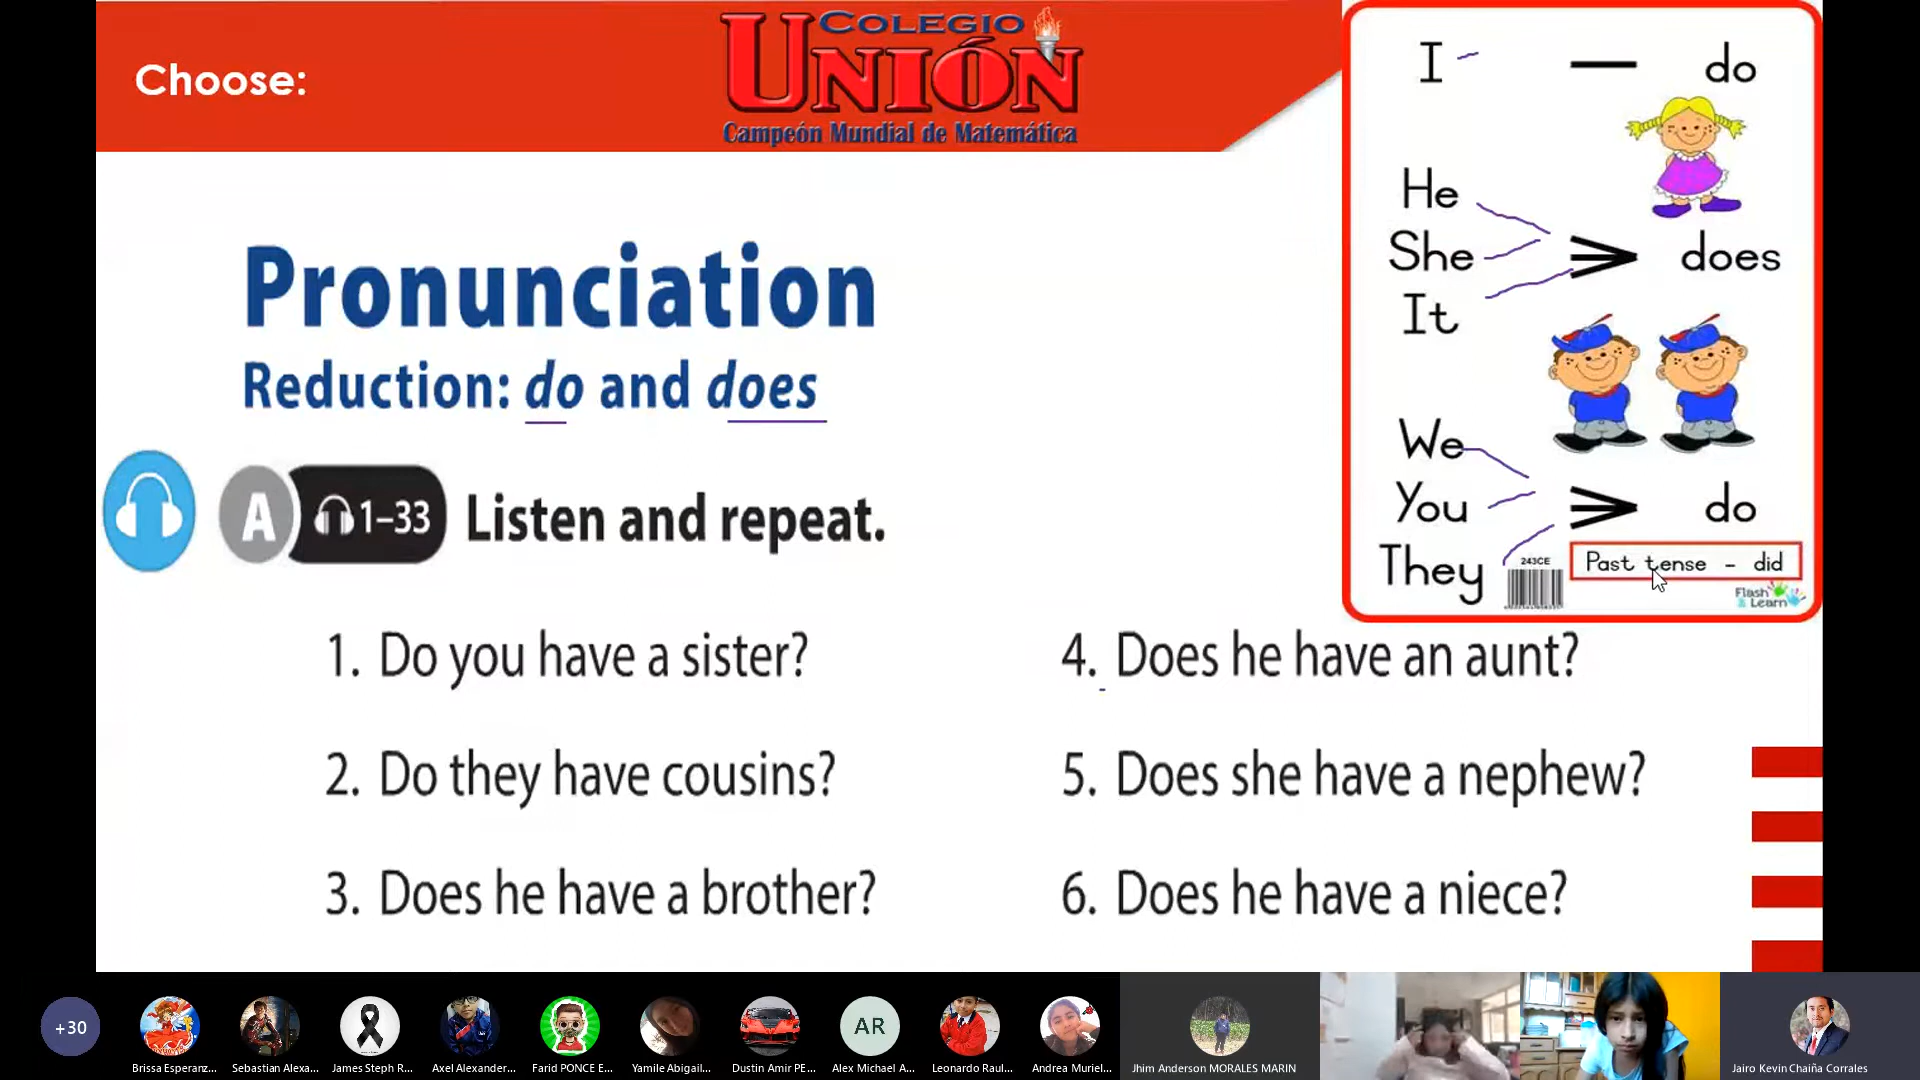 Choose:
COLEGIO
UNIÓN
Campeón Mundial de Matemática
I — do
He
She
It
does
We
You
They
do
243CE
Past tense - did
Flash
& Learn
Pronunciation
Reduction: do and does
A 1–33 Listen and repeat.
1. Do you have a sister?
2. Do they have cousins?
3. Does he have a brother?
4. Does he have an aunt?
5. Does she have a nephew?
6. Does he have a niece?
+30
AR
Brissa Esperanz...
Sebastian Alexa...
James Steph R...
Axel Alexander...
Farid PONCE E...
Yamile Abigail...
Dustin Amir PE...
Alex Michael A...
Leonardo Raul...
Andrea Muriel...
Jhim Anderson MORALES MARIN
Jairo Kevin Chaiña Corrales